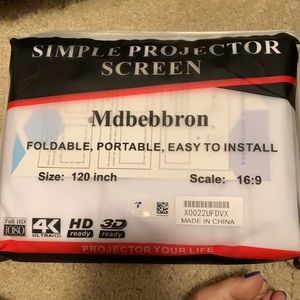 SIMPLE PROJECTOR
SCREEN
Mdbebbron
FOLDABLE, PORTABLE, EASY TO INSTALL
Size: 120 inch Scale: 16:9
X0022UFDVX
MADE IN CHINA
Full HD
1080
4K
ULTRAHD
HD
ready
3D
ready
PROJECTOR YOUR LIFE